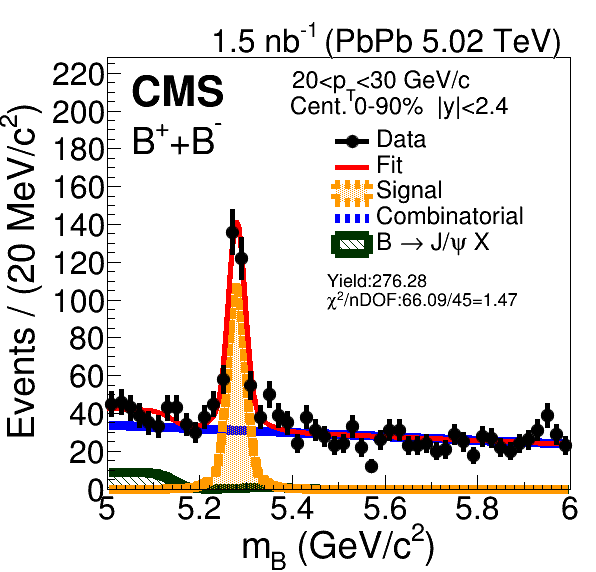 1.5 nb⁻¹ (PbPb 5.02 TeV)
CMS
B⁺+B⁻
20<p_T<30 GeV/c
Cent. 0-90% |y|<2.4
Data
Fit
Signal
Combinatorial
B → J/ψ X
Yield:276.28
χ²/nDOF:66.09/45=1.47
Events / (20 MeV/c²)
220
200
180
160
140
120
100
80
60
40
20
0
5 5.2 5.4 5.6 5.8 6
m_B (GeV/c²)